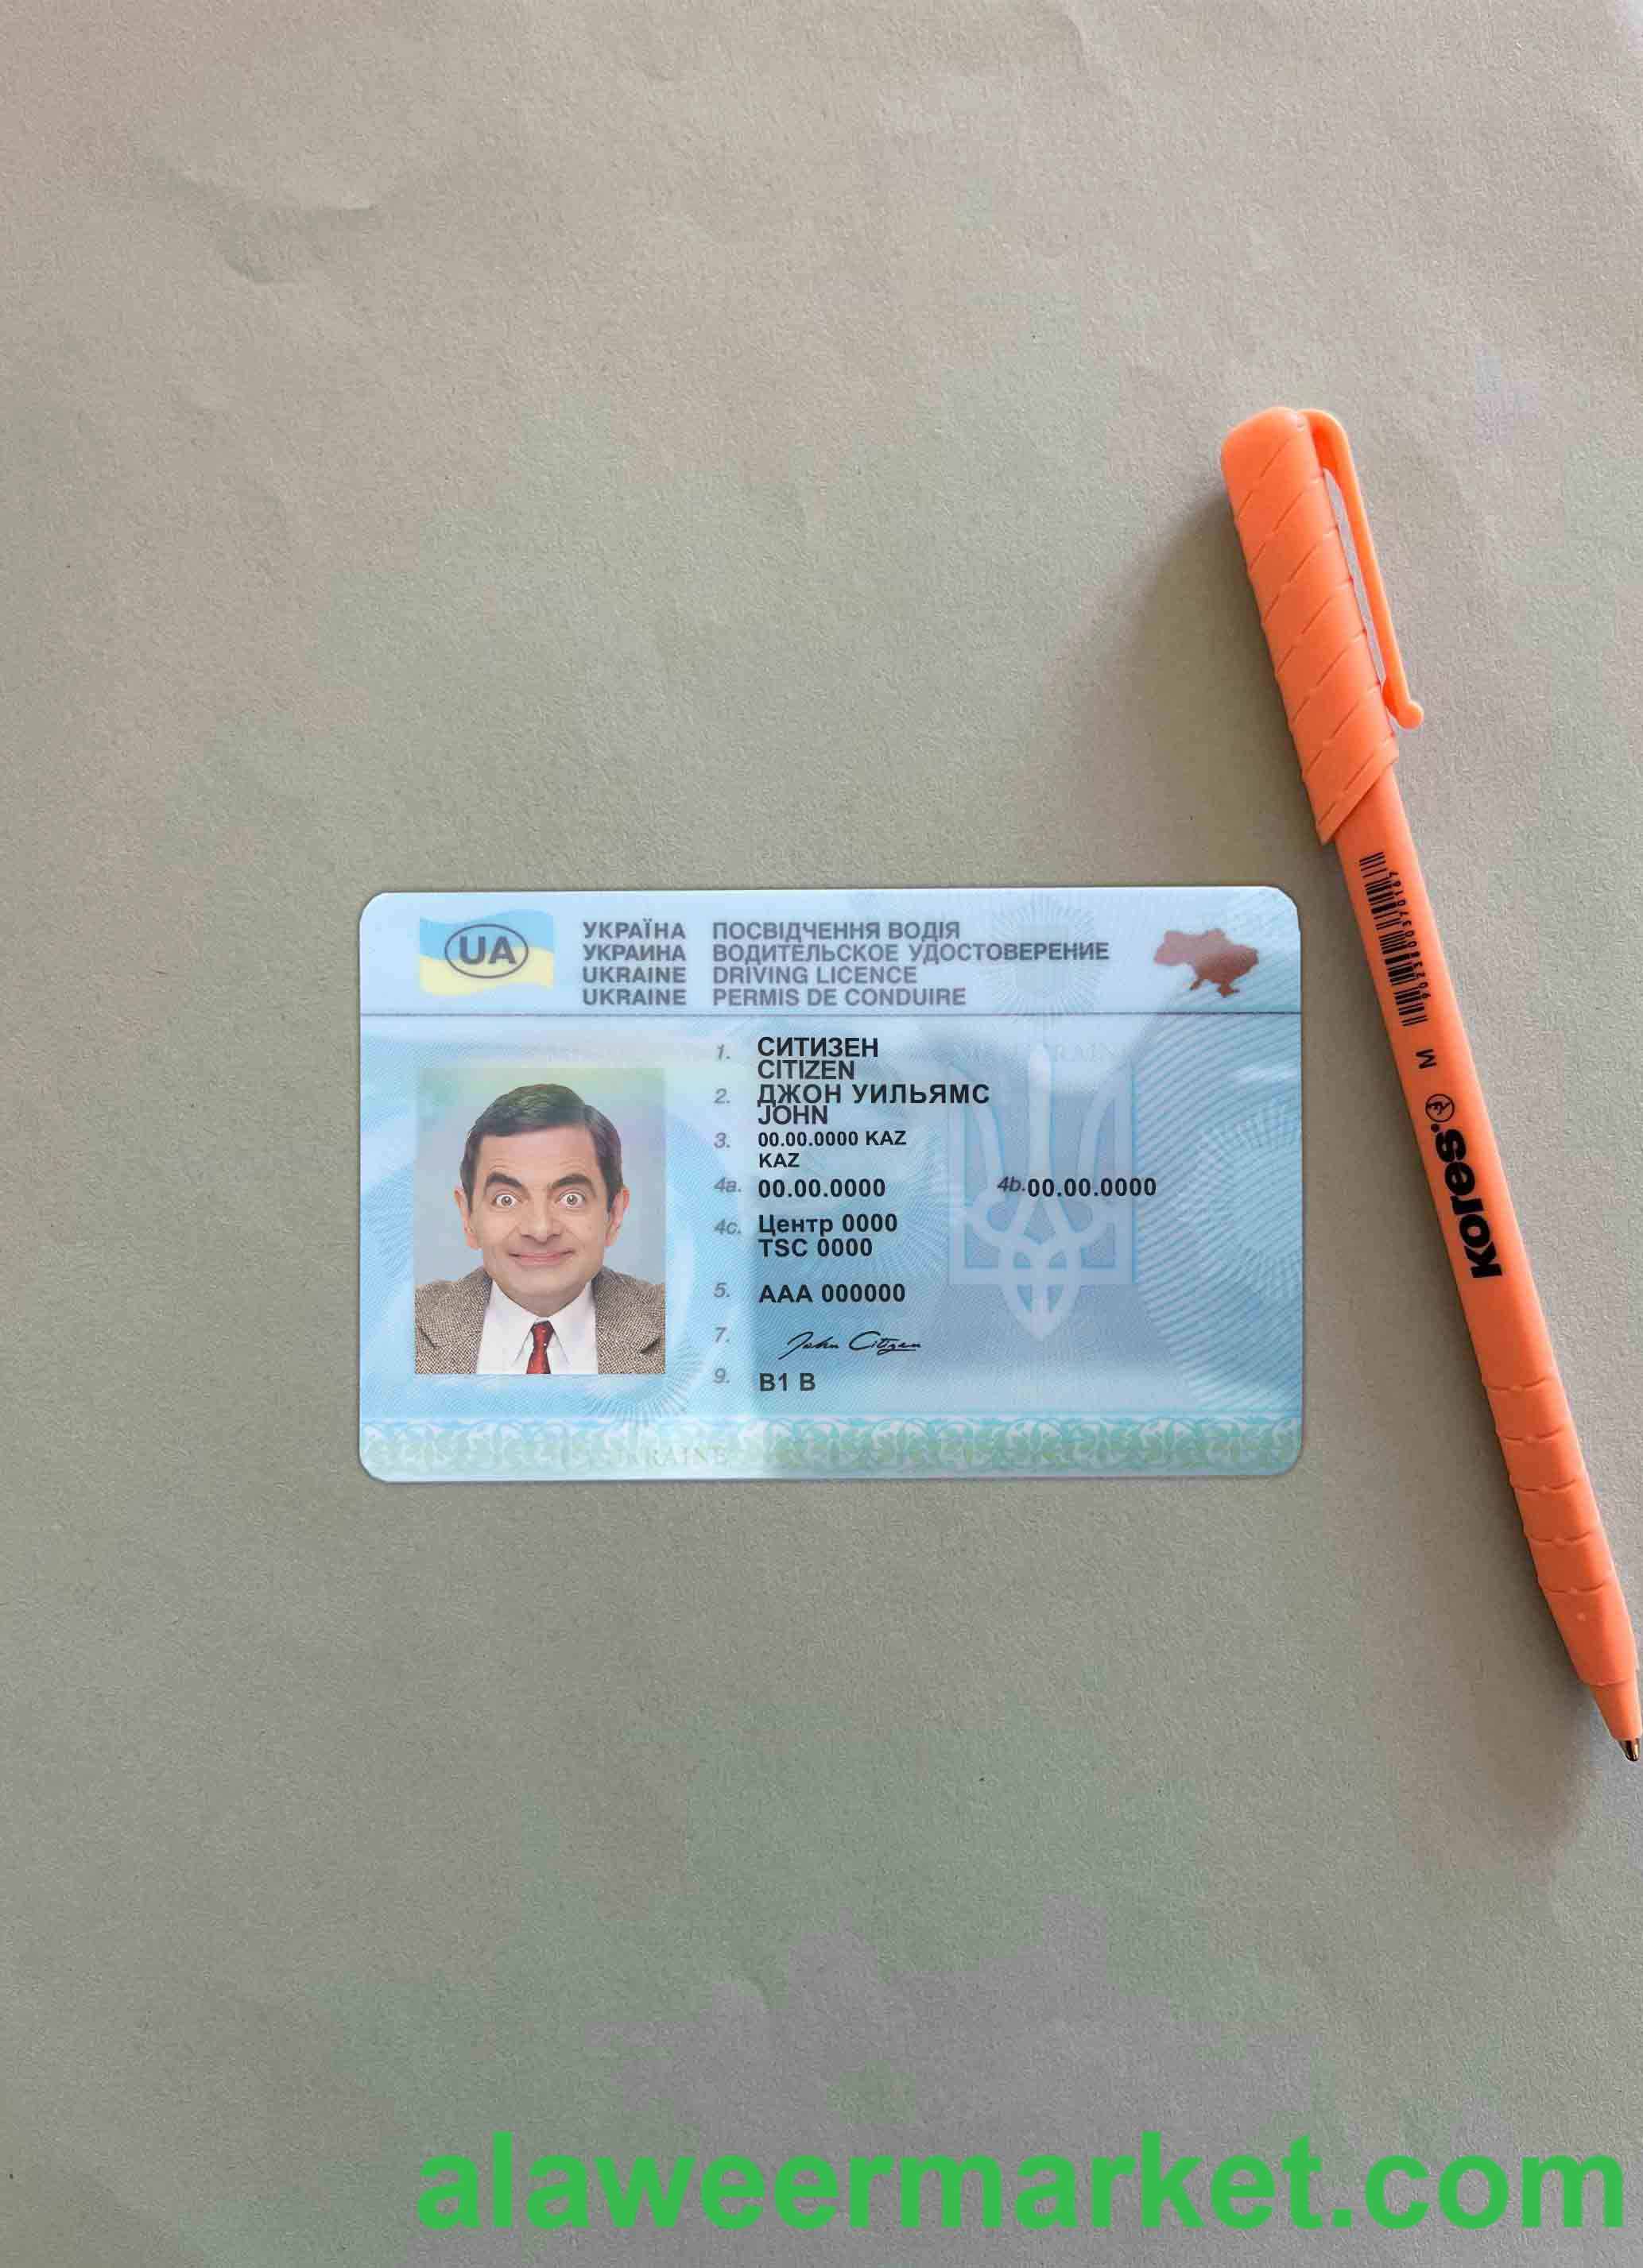 UA
УКРАЇНА ПОСВІДЧЕННЯ ВОДІЯ
УКРАИНА ВОДИТЕЛЬСКОЕ УДОСТОВЕРЕНИЕ
UKRAINE DRIVING LICENCE
UKRAINE PERMIS DE CONDUIRE
1. СИТИЗЕН
CITIZEN
2. ДЖОН УИЛЬЯМС
JOHN
3. 00.00.0000 KAZ
KAZ
4a. 00.00.0000 4b. 00.00.0000
4c. Центр 0000
TSC 0000
5. AAA 000000
7. John Citizen
9. B1 B
UKRAINE
M
Kores
alaweermarket.com